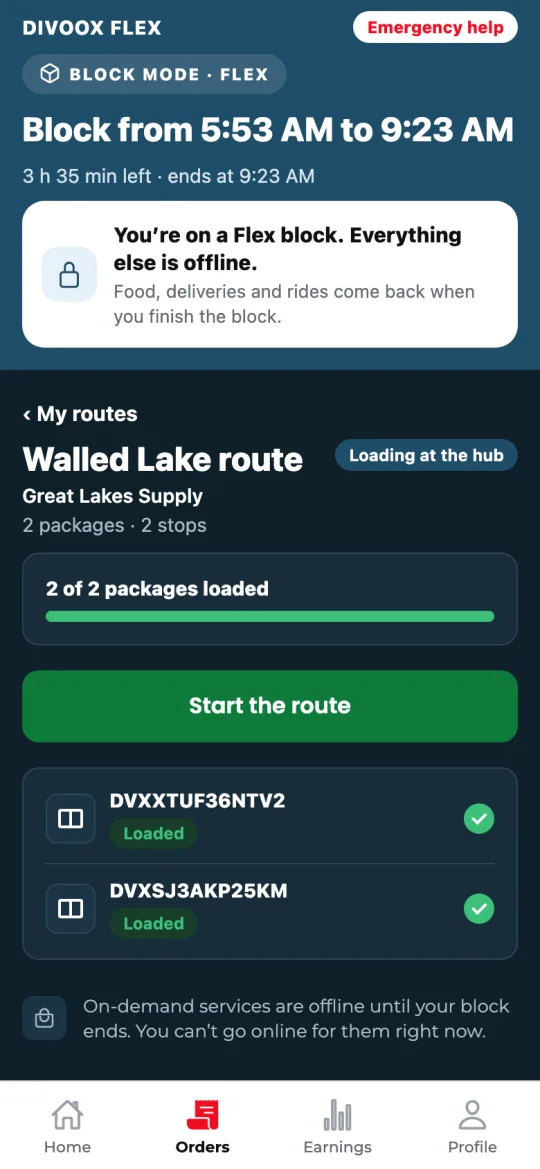 DIVOOX FLEX
Emergency help
BLOCK MODE · FLEX
Block from 5:53 AM to 9:23 AM
3 h 35 min left · ends at 9:23 AM
You’re on a Flex block. Everything
else is offline.
Food, deliveries and rides come back when
you finish the block.
‹ My routes
Walled Lake route
Loading at the hub
Great Lakes Supply
2 packages · 2 stops
2 of 2 packages loaded
Start the route
DVXXTUF36NTV2
Loaded
DVXSJ3AKP25KM
Loaded
On-demand services are offline until your block
ends. You can’t go online for them right now.
Home
Orders
Earnings
Profile